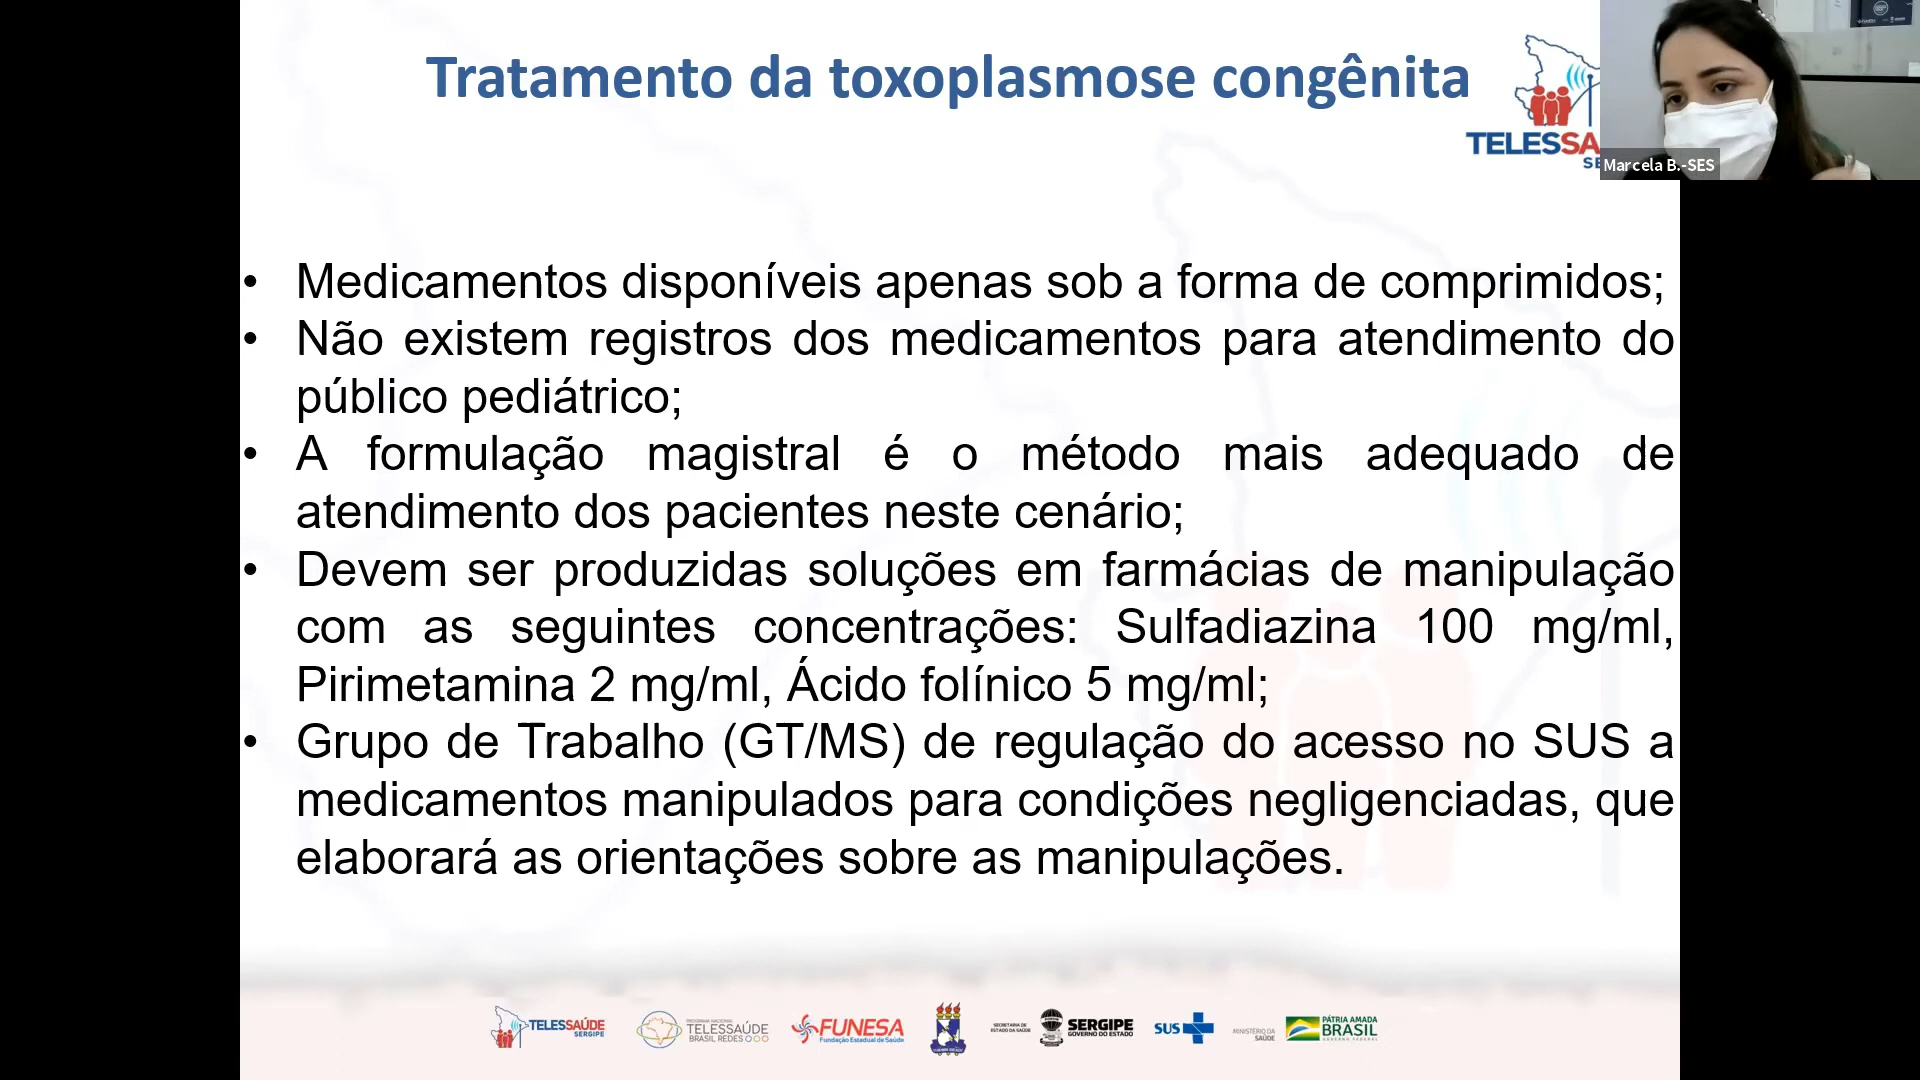 Tratamento da toxoplasmose congênita
TELESSA
SE
Marcela B.-SES
• Medicamentos disponíveis apenas sob a forma de comprimidos;
• Não existem registros dos medicamentos para atendimento do
público pediátrico;
• A formulação magistral é o método mais adequado de
atendimento dos pacientes neste cenário;
• Devem ser produzidas soluções em farmácias de manipulação
com as seguintes concentrações: Sulfadiazina 100 mg/ml,
Pirimetamina 2 mg/ml, Ácido folínico 5 mg/ml;
• Grupo de Trabalho (GT/MS) de regulação do acesso no SUS a
medicamentos manipulados para condições negligenciadas, que
elaborará as orientações sobre as manipulações.
TELESSAÚDE
SERGIPE
PROGRAMA NACIONAL
TELESSAÚDE
BRASIL REDES
FUNESA
Fundação Estadual de Saúde
SECRETARIA DE
ESTADO DA SAÚDE
SERGIPE
GOVERNO DO ESTADO
SUS
MINISTÉRIO DA
SAÚDE
PÁTRIA AMADA
BRASIL
GOVERNO FEDERAL